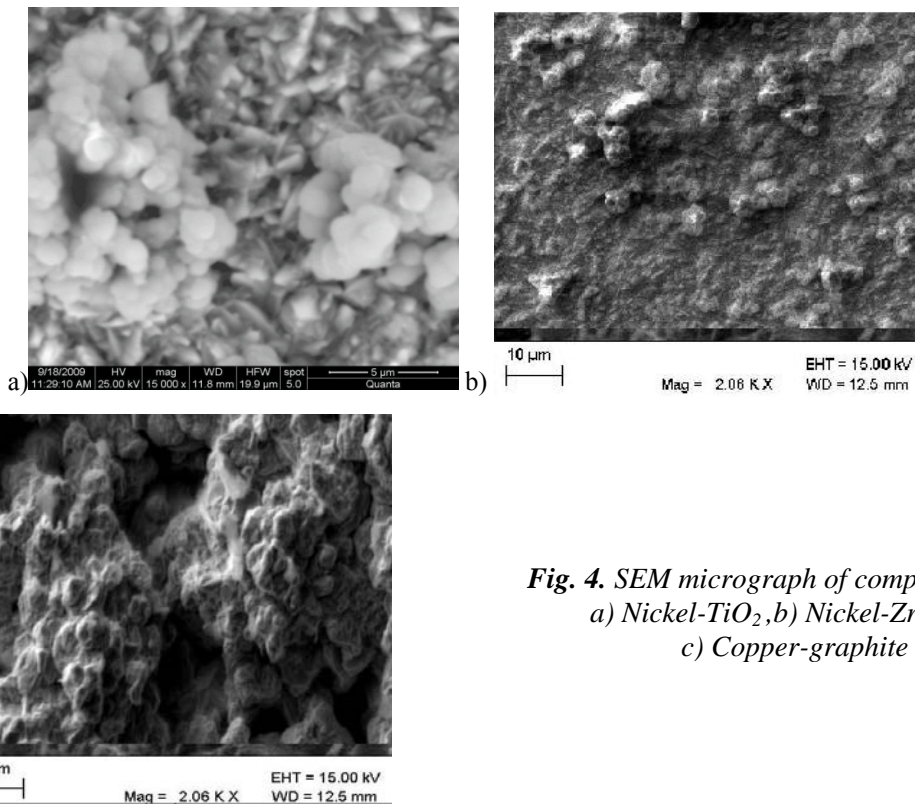 a)
9/18/2009 HV mag WD HFW spot 5 µm
11:29:10 AM 25.00 kV 15 000 x 11.8 mm 19.9 µm 5.0 Quanta
b)
10 µm
EHT = 15.00 kV
Mag = 2.06 K X WD = 12.5 mm
EHT = 15.00 kV
Mag = 2.06 K X WD = 12.5 mm
Fig. 4. SEM micrograph of
a) Nickel-TiO₂ ,b)
c) Copper-graphite